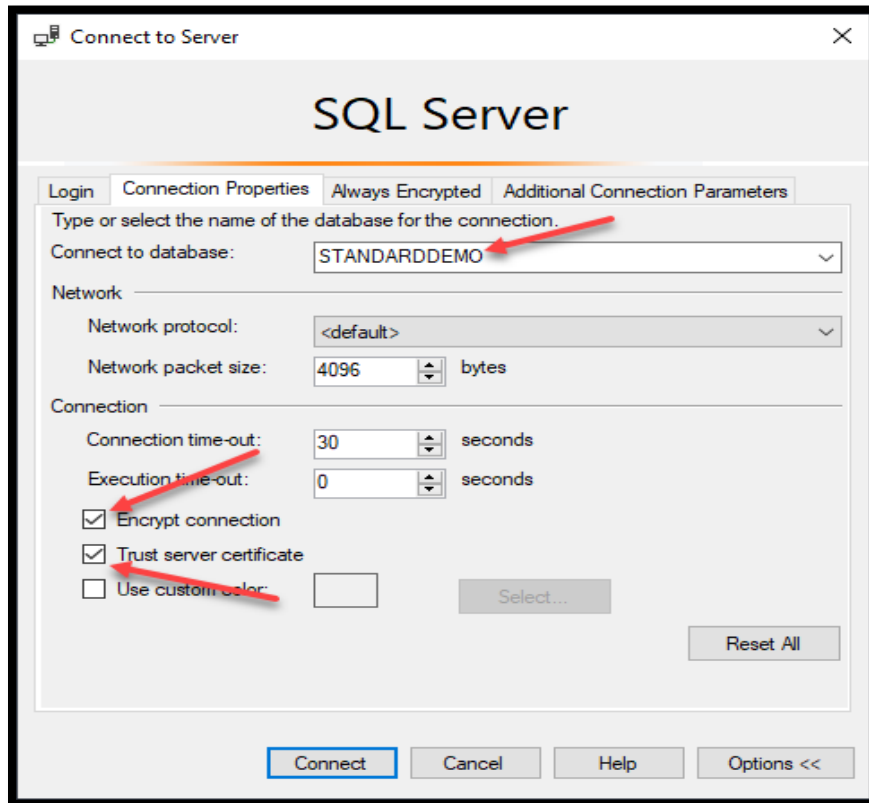 Connect to Server
SQL Server
Login Connection Properties Always Encrypted Additional Connection Parameters
Type or select the name of the database for the connection.
Connect to database: STANDARDDEMO
Network
Network protocol: <default>
Network packet size: 4096 bytes
Connection
Connection time-out: 30 seconds
Execution time-out: 0 seconds
Encrypt connection
Trust server certificate
Use custom color: Select...
Reset All
Connect Cancel Help Options <<